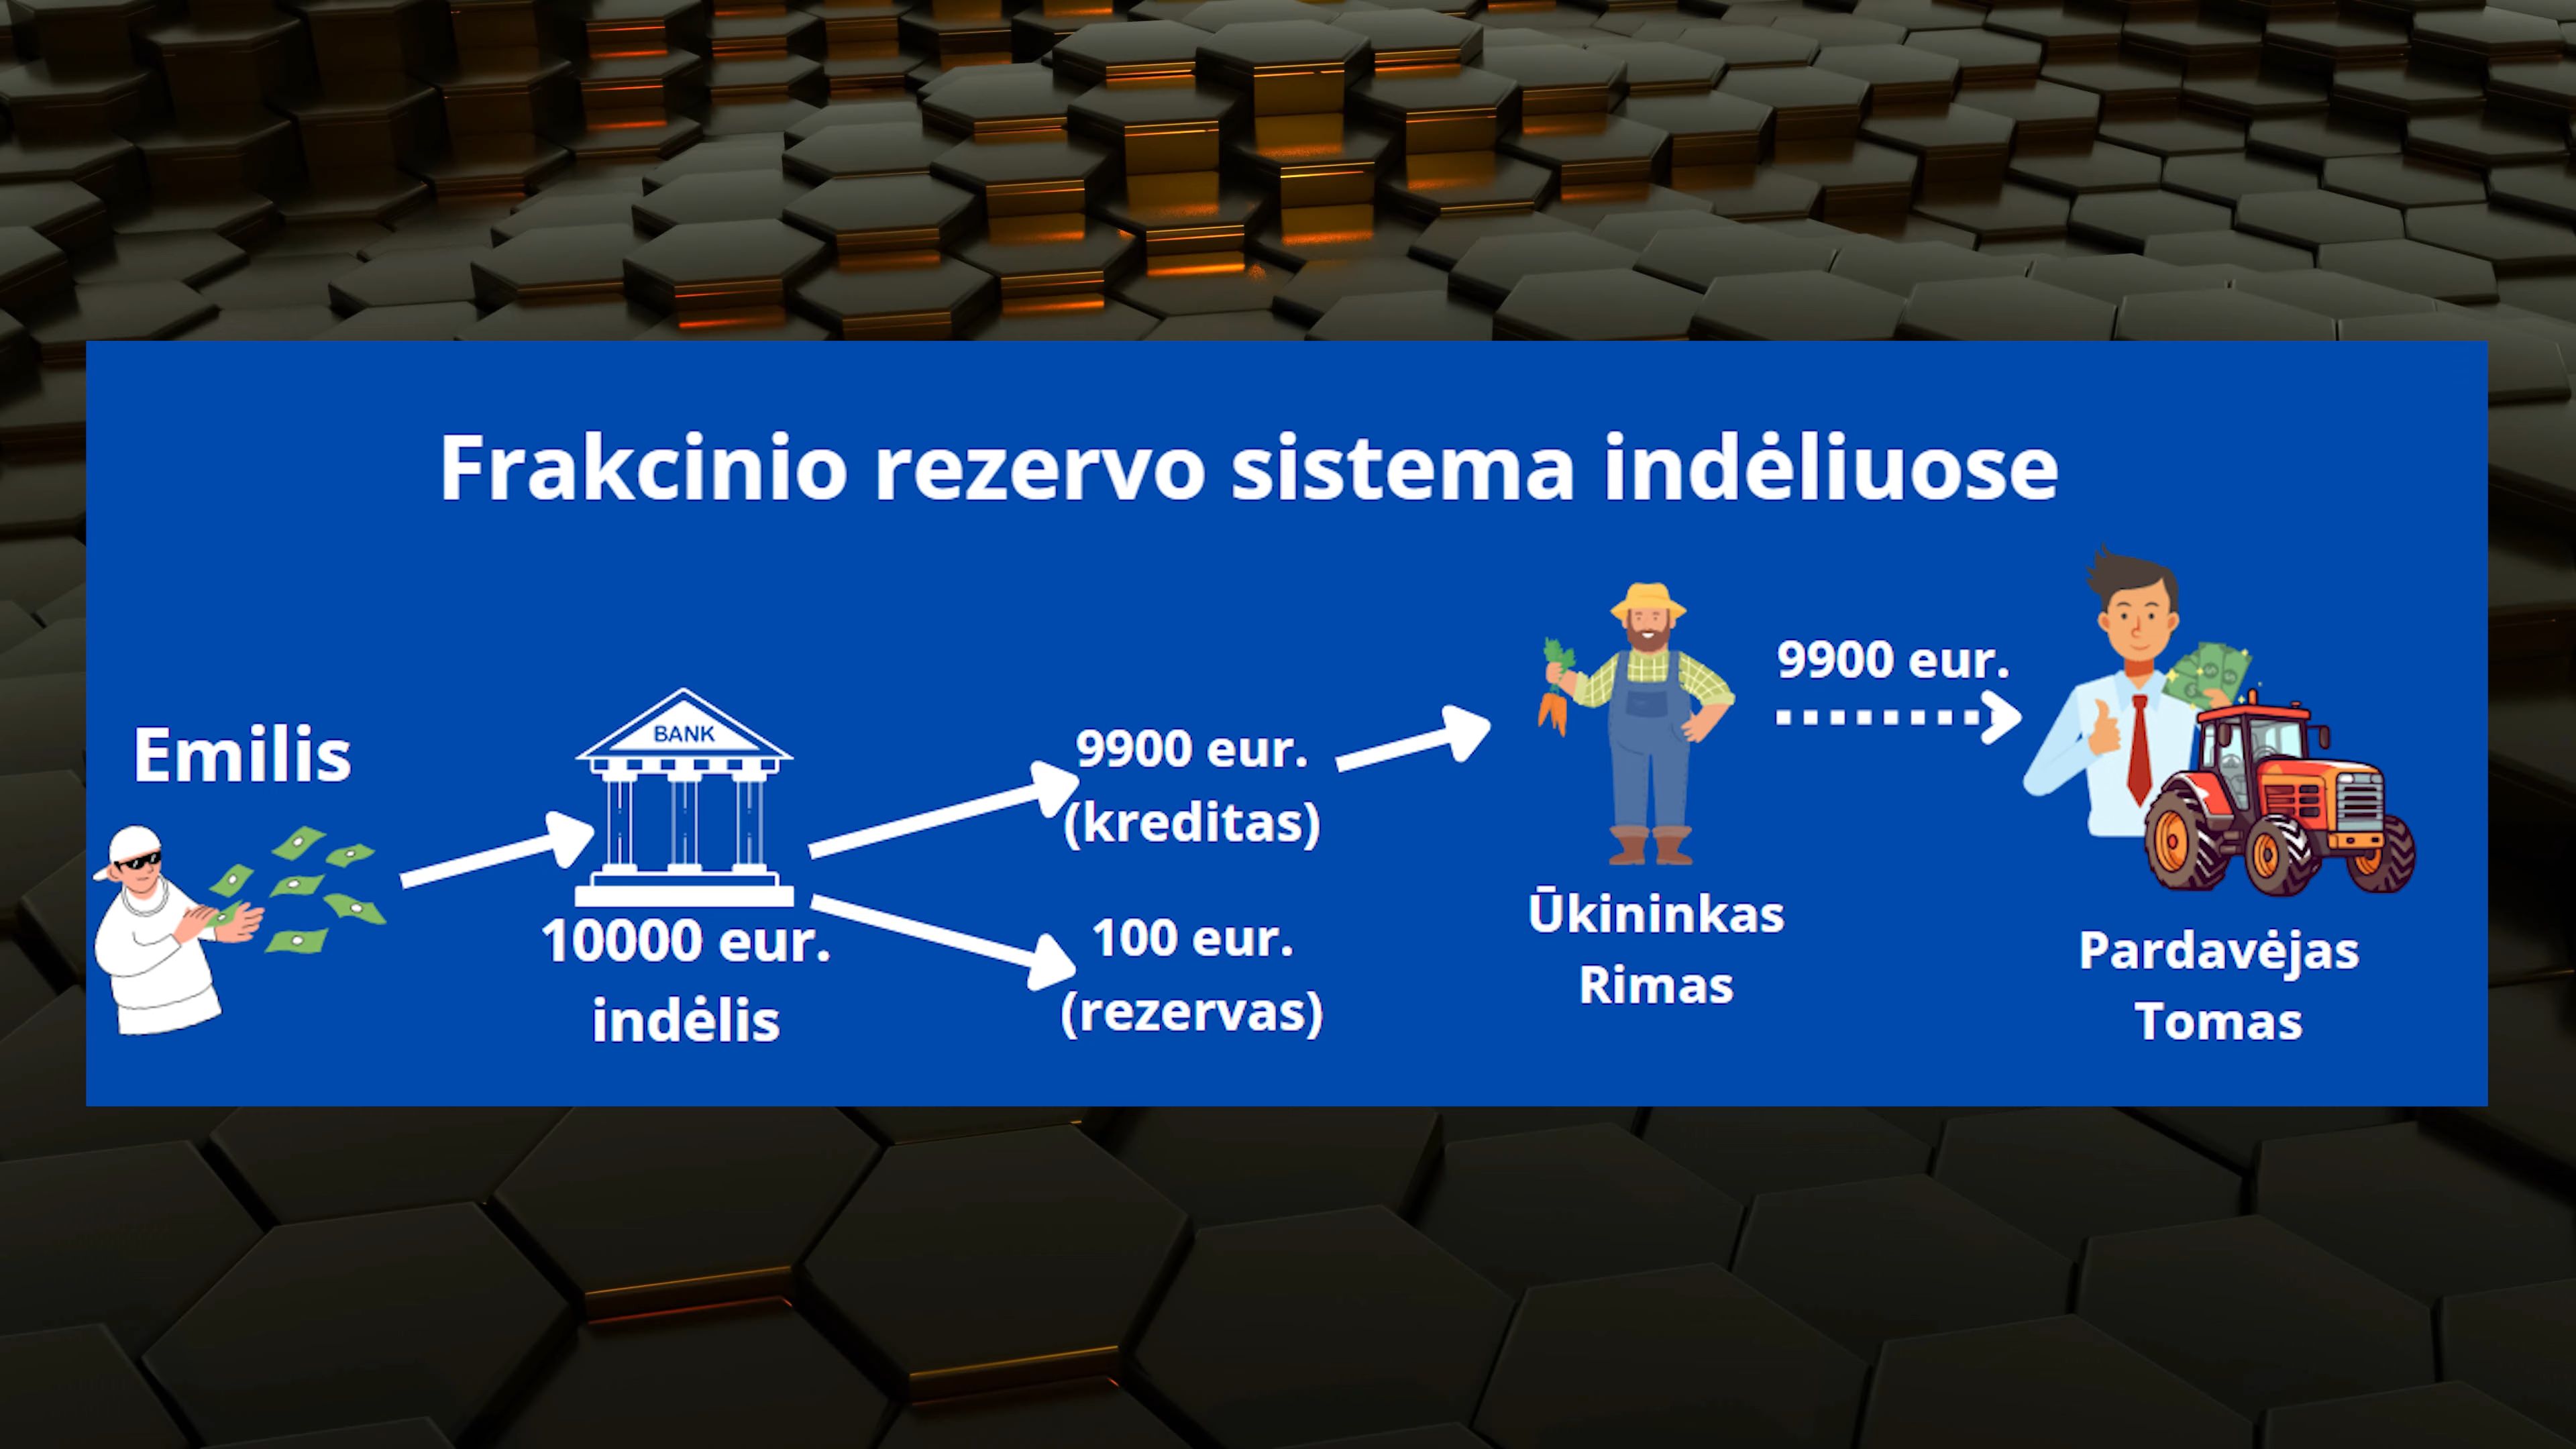 Frakcinio rezervo sistema indėliuose
Emilis
BANK
10000 eur.
indėlis
9900 eur.
(kreditas)
100 eur.
(rezervas)
Ūkininkas
Rimas
9900 eur.
Pardavėjas
Tomas